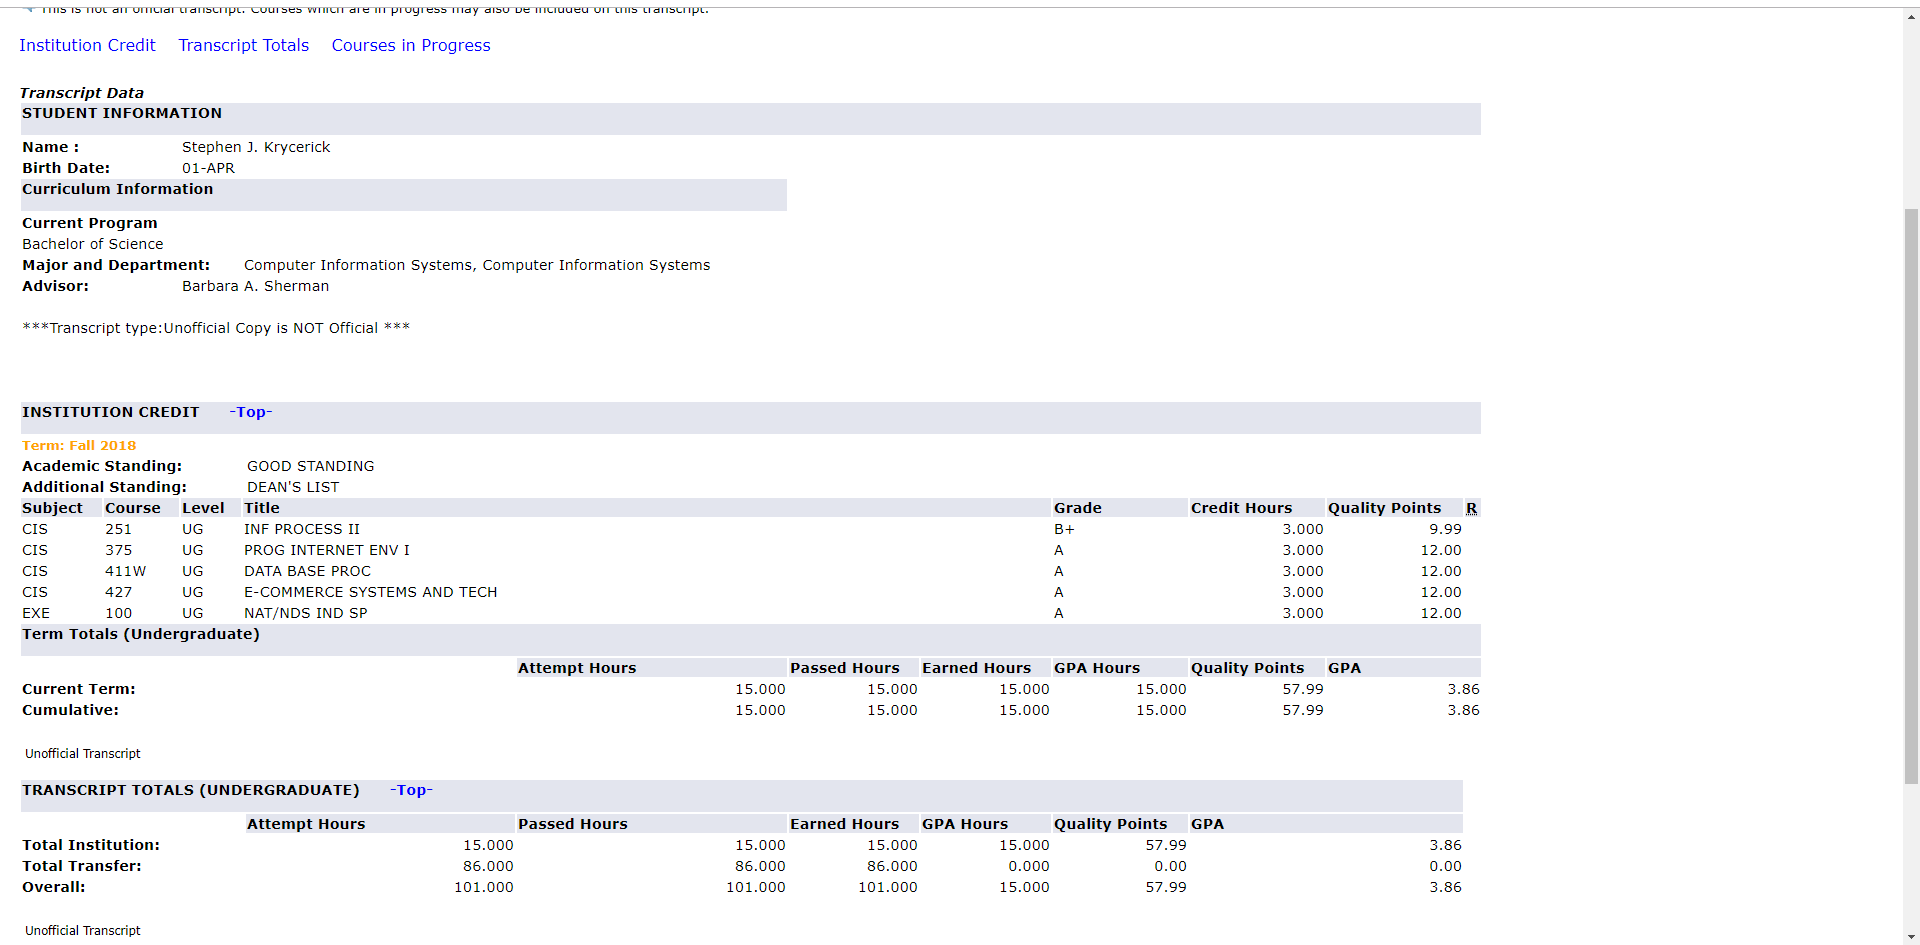 This is not an official transcript. Courses which are in progress may also be included on this transcript.
Institution Credit Transcript Totals Courses in Progress
Transcript Data
STUDENT INFORMATION
Name : Stephen J. Krycerick
Birth Date: 01-APR
Curriculum Information
Current Program
Bachelor of Science
Major and Department: Computer Information Systems, Computer Information Systems
Advisor: Barbara A. Sherman
***Transcript type:Unofficial Copy is NOT Official ***
INSTITUTION CREDIT -Top-
Term: Fall 2018
Academic Standing: GOOD STANDING
Additional Standing: DEAN'S LIST
Subject Course Level Title Grade Credit Hours Quality Points R
CIS 251 UG INF PROCESS II B+ 3.000 9.99
CIS 375 UG PROG INTERNET ENV I A 3.000 12.00
CIS 411W UG DATA BASE PROC A 3.000 12.00
CIS 427 UG E-COMMERCE SYSTEMS AND TECH A 3.000 12.00
EXE 100 UG NAT/NDS IND SP A 3.000 12.00
Term Totals (Undergraduate)
Attempt Hours Passed Hours Earned Hours GPA Hours Quality Points GPA
Current Term: 15.000 15.000 15.000 15.000 57.99 3.86
Cumulative: 15.000 15.000 15.000 15.000 57.99 3.86
Unofficial Transcript
TRANSCRIPT TOTALS (UNDERGRADUATE) -Top-
Attempt Hours Passed Hours Earned Hours GPA Hours Quality Points GPA
Total Institution: 15.000 15.000 15.000 15.000 57.99 3.86
Total Transfer: 86.000 86.000 86.000 0.000 0.00 0.00
Overall: 101.000 101.000 101.000 15.000 57.99 3.86
Unofficial Transcript